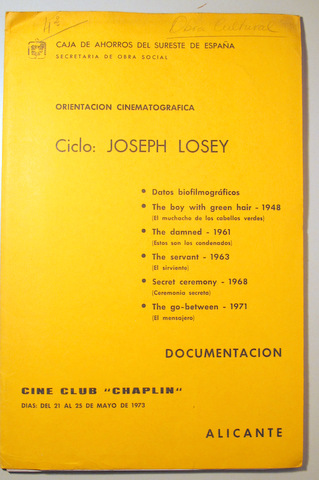 Obra Cultural
CAJA DE AHORROS DEL SURESTE DE ESPAÑA
SECRETARIA DE OBRA SOCIAL
ORIENTACION CINEMATOGRAFICA
Ciclo: JOSEPH LOSEY
• Datos biofilmográficos
• The boy with green hair - 1948
(El muchacho de los cabellos verdes)
• The damned - 1961
(Estos son los condenados)
• The servant - 1963
(El sirviente)
• Secret ceremony - 1968
(Ceremonia secreta)
• The go-between - 1971
(El mensajero)
DOCUMENTACION
CINE CLUB "CHAPLIN"
DIAS: DEL 21 AL 25 DE MAYO DE 1973
ALICANTE